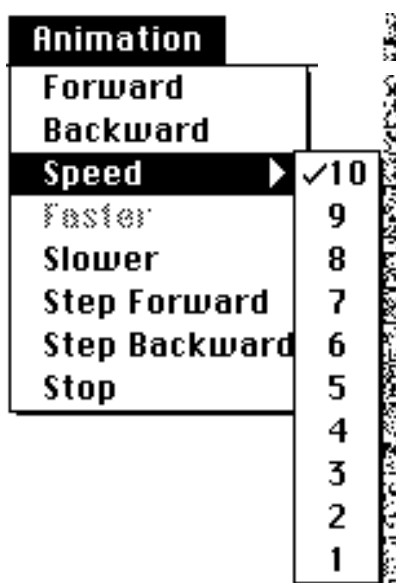 Animation
Forward
Backward
Speed
Faster
Slower
Step Forward
Step Backward
Stop
✓10
9
8
7
6
5
4
3
2
1